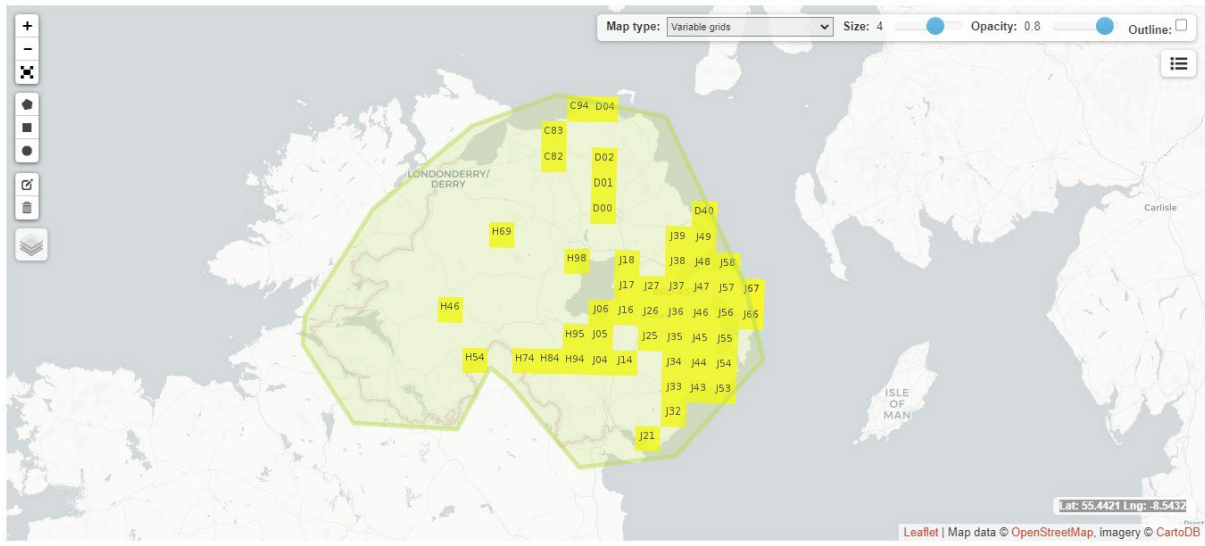 +
−
Map type: Variable grids Size: 4 Opacity: 0.8 Outline:
C94 D04
C83
C82 D02
LONDONDERRY/
DERRY
D01
D00 D40
Carlisle
H69 J39 J49
H98 J18 J38 J48 J58
J17 J27 J37 J47 J57 J67
H46 J06 J16 J26 J36 J46 J56 J66
H95 J05 J25 J35 J45 J55
H54 H74 H84 H94 J04 J14 J34 J44 J54
J33 J43 J53
ISLE
OF
MAN
J32
J21
Lat: 55.4421 Lng: -8.5432
Leaflet | Map data © OpenStreetMap, imagery © CartoDB